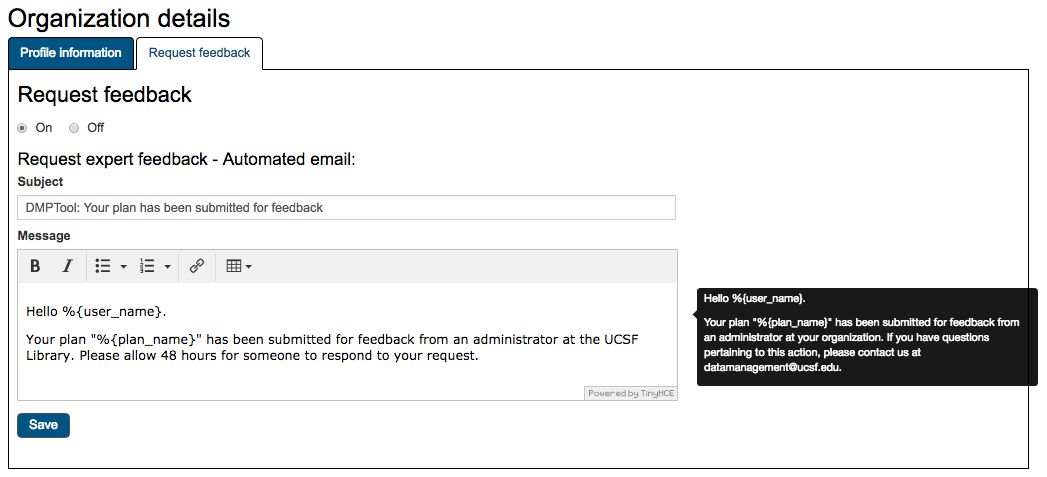 Organization details
Profile information
Request feedback
Request feedback
On
Off
Request expert feedback - Automated email:
Subject
DMPTool: Your plan has been submitted for feedback
Message
B I
Hello %{user_name}.
Your plan "%{plan_name}" has been submitted for feedback from an administrator at the UCSF
Library. Please allow 48 hours for someone to respond to your request.
Powered by TinyMCE
Hello %{user_name}.
Your plan "%{plan_name}" has been submitted for feedback from
an administrator at your organization. If you have questions
pertaining to this action, please contact us at
datamanagement@ucsf.edu.
Save